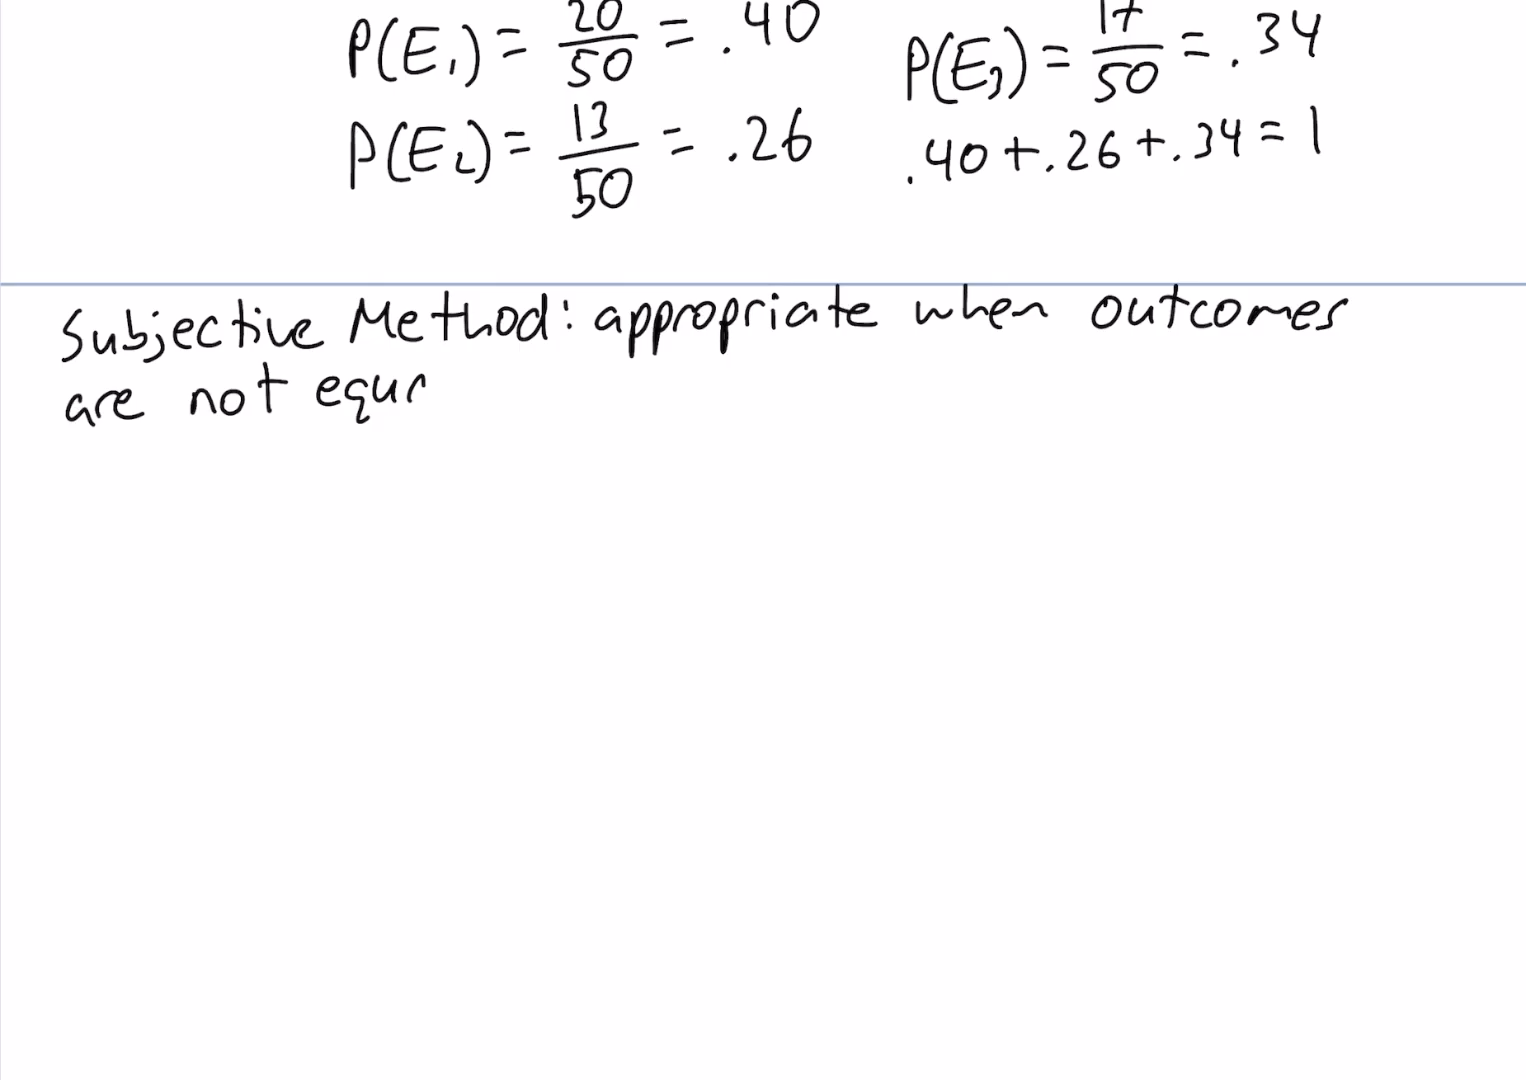 P(E₁) = 20/50 = .40
P(E₃) = 17/50 = .34
P(E₂) = 13/50 = .26
.40 + .26 + .34 = 1
Subjective Method: appropriate when outcomes
are not equ